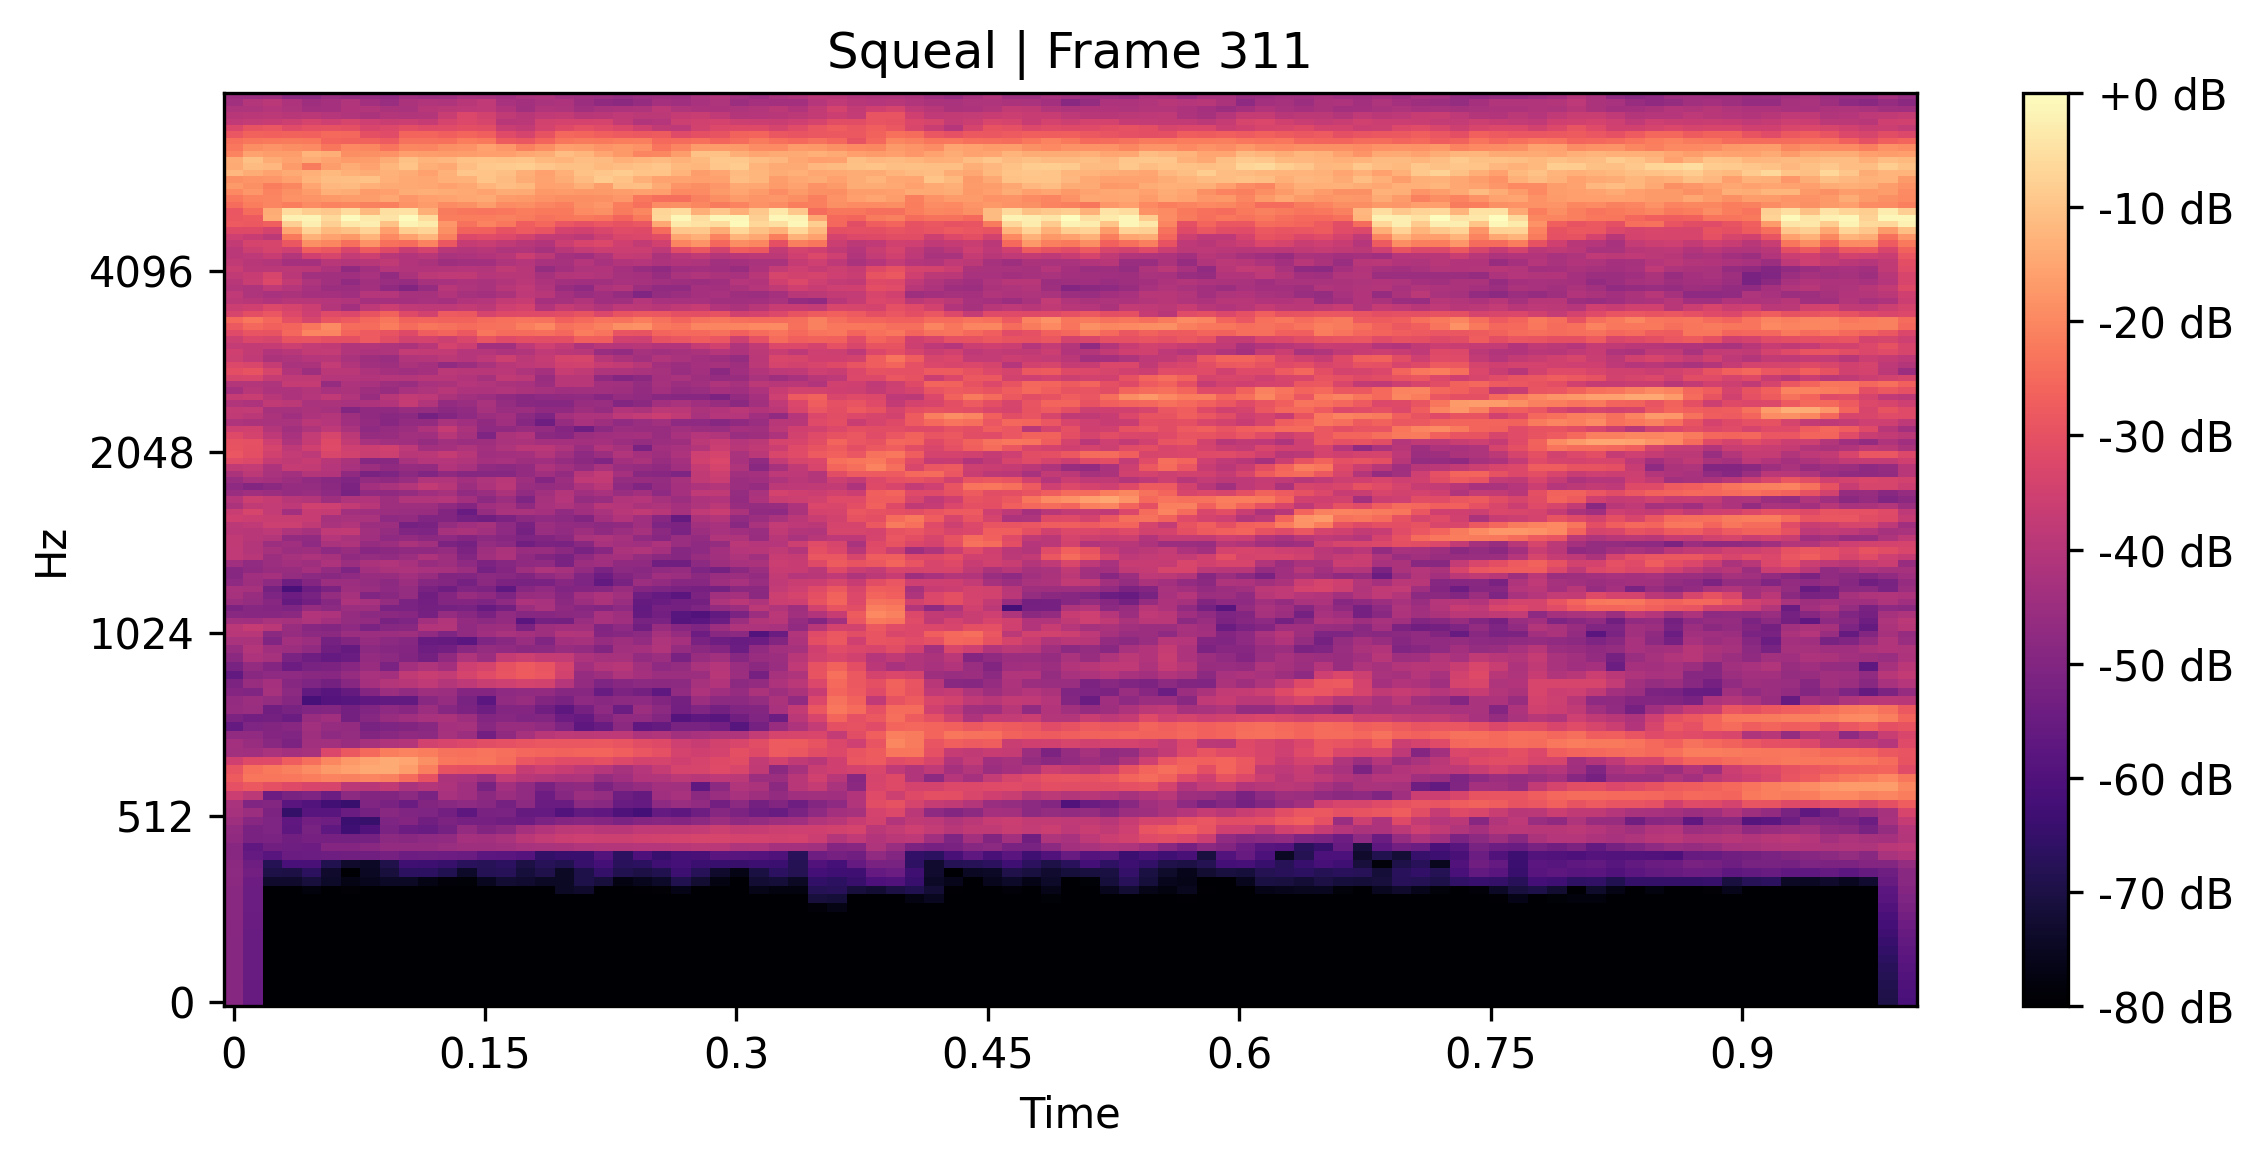 Squeal | Frame 311
+0 dB
-10 dB
-20 dB
-30 dB
-40 dB
-50 dB
-60 dB
-70 dB
-80 dB
Hz
4096
2048
1024
512
0
0 0.15 0.3 0.45 0.6 0.75 0.9
Time